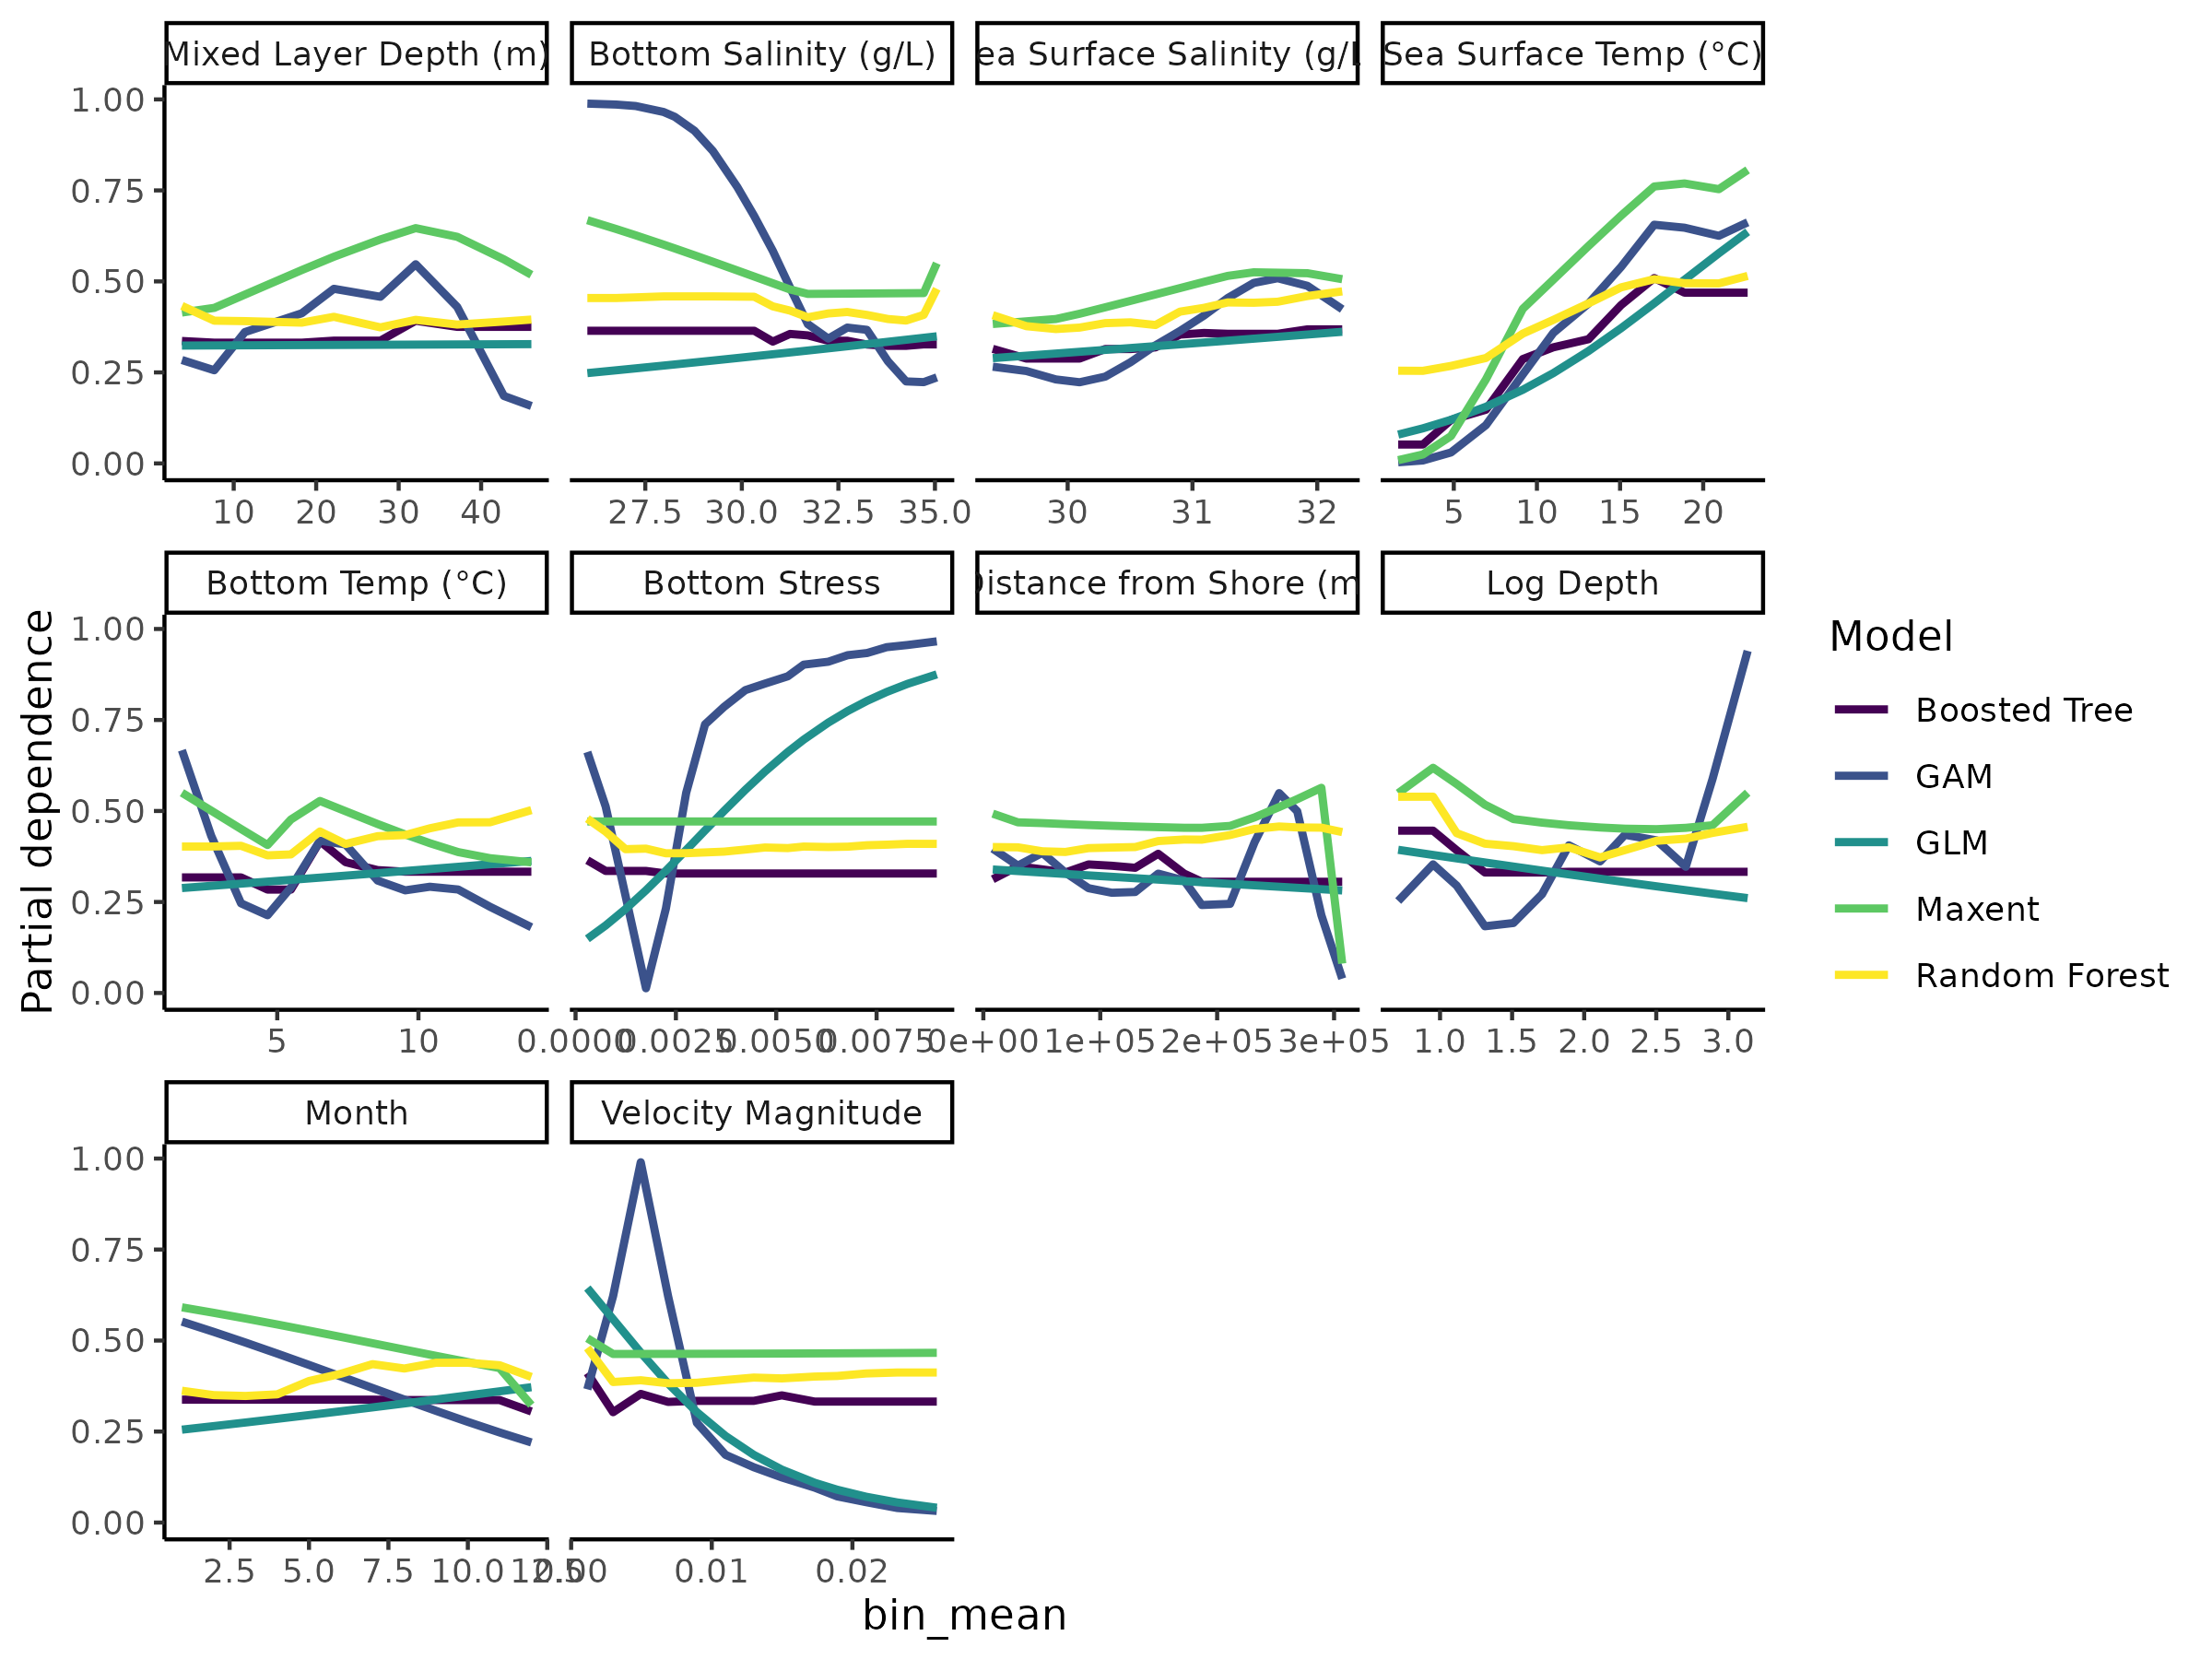 Mixed Layer Depth (m) Bottom Salinity (g/L) ea Surface Salinity (g/L Sea Surface Temp (°C)
1.00
0.75
0.50
0.25
0.00
10 20 30 40 27.5 30.0 32.5 35.0 30 31 32 5 10 15 20
Bottom Temp (°C) Bottom Stress Distance from Shore (m Log Depth
1.00
0.75
0.50
0.25
0.00
5 10 0.0000 0.0025 0.0050 0.0075 0e+00 1e+05 2e+05 3e+05 1.0 1.5 2.0 2.5 3.0
Month Velocity Magnitude
1.00
0.75
0.50
0.25
0.00
2.5 5.0 7.5 10.0 12.5 0.00 0.01 0.02
bin_mean
Partial dependence
Model
Boosted Tree
GAM
GLM
Maxent
Random Forest